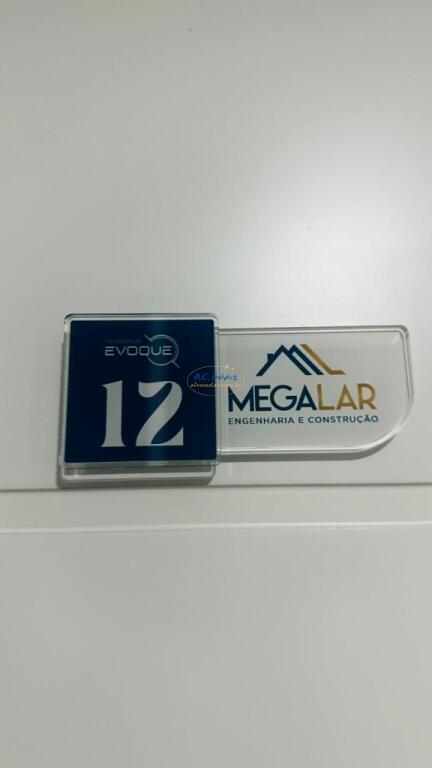 EVOQUE
12
MEGALAR
ENGENHARIA E CONSTRUÇÃO